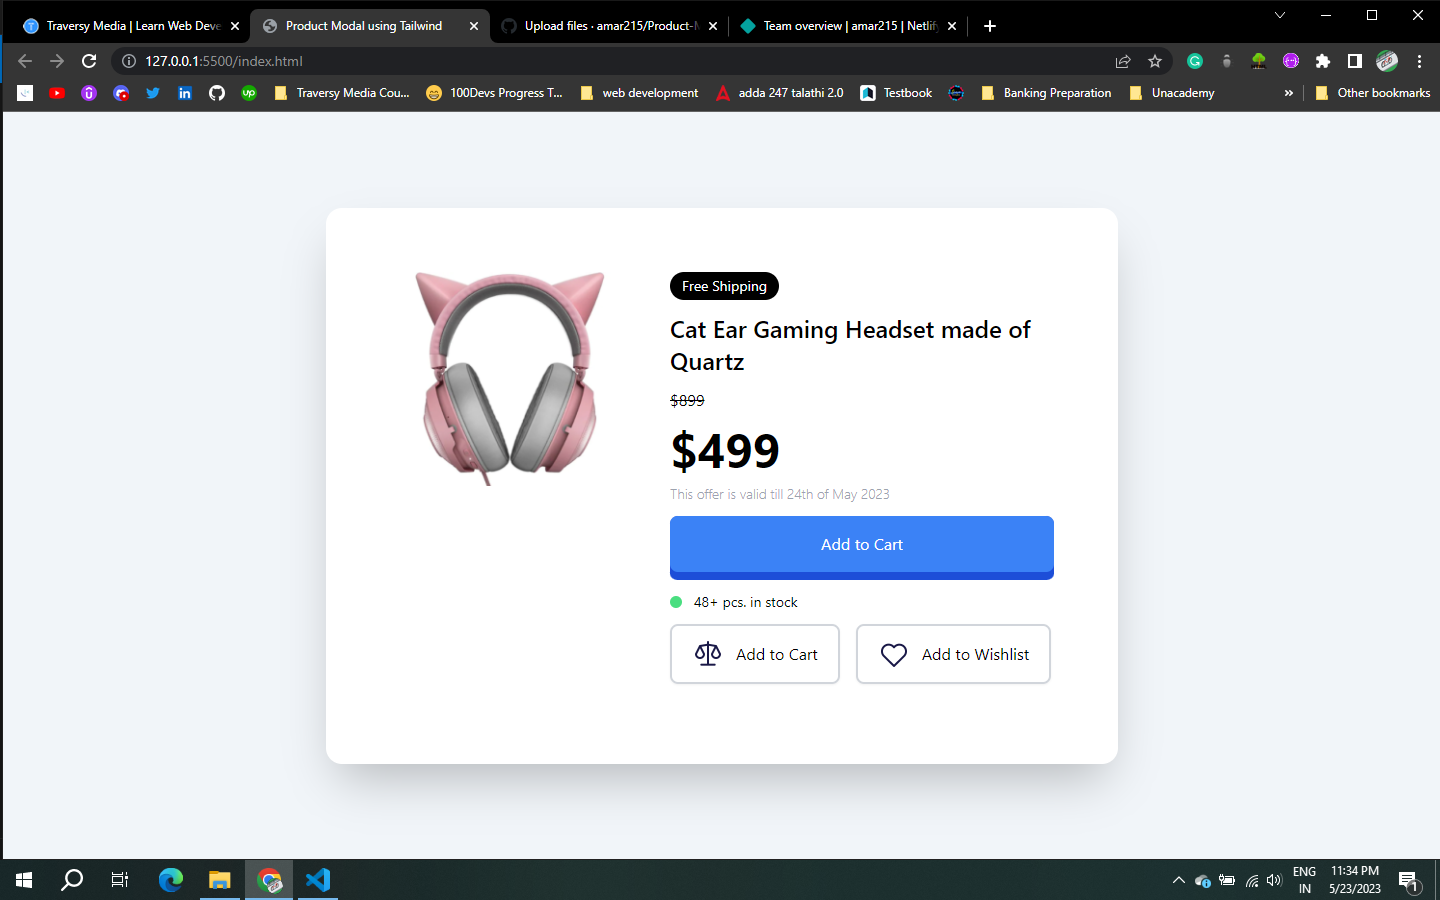 Traversy Media | Learn Web Deve
Product Modal using Tailwind
Upload files · amar215/Product-M
Team overview | amar215 | Netlify
127.0.0.1:5500/index.html
Traversy Media Cou...
100Devs Progress T...
web development
adda 247 talathi 2.0
Testbook
Banking Preparation
Unacademy
»
Other bookmarks
Free Shipping
Cat Ear Gaming Headset made of
Quartz
$899
$499
This offer is valid till 24th of May 2023
Add to Cart
48+ pcs. in stock
Add to Cart
Add to Wishlist
ENG
IN
11:34 PM
5/23/2023
1